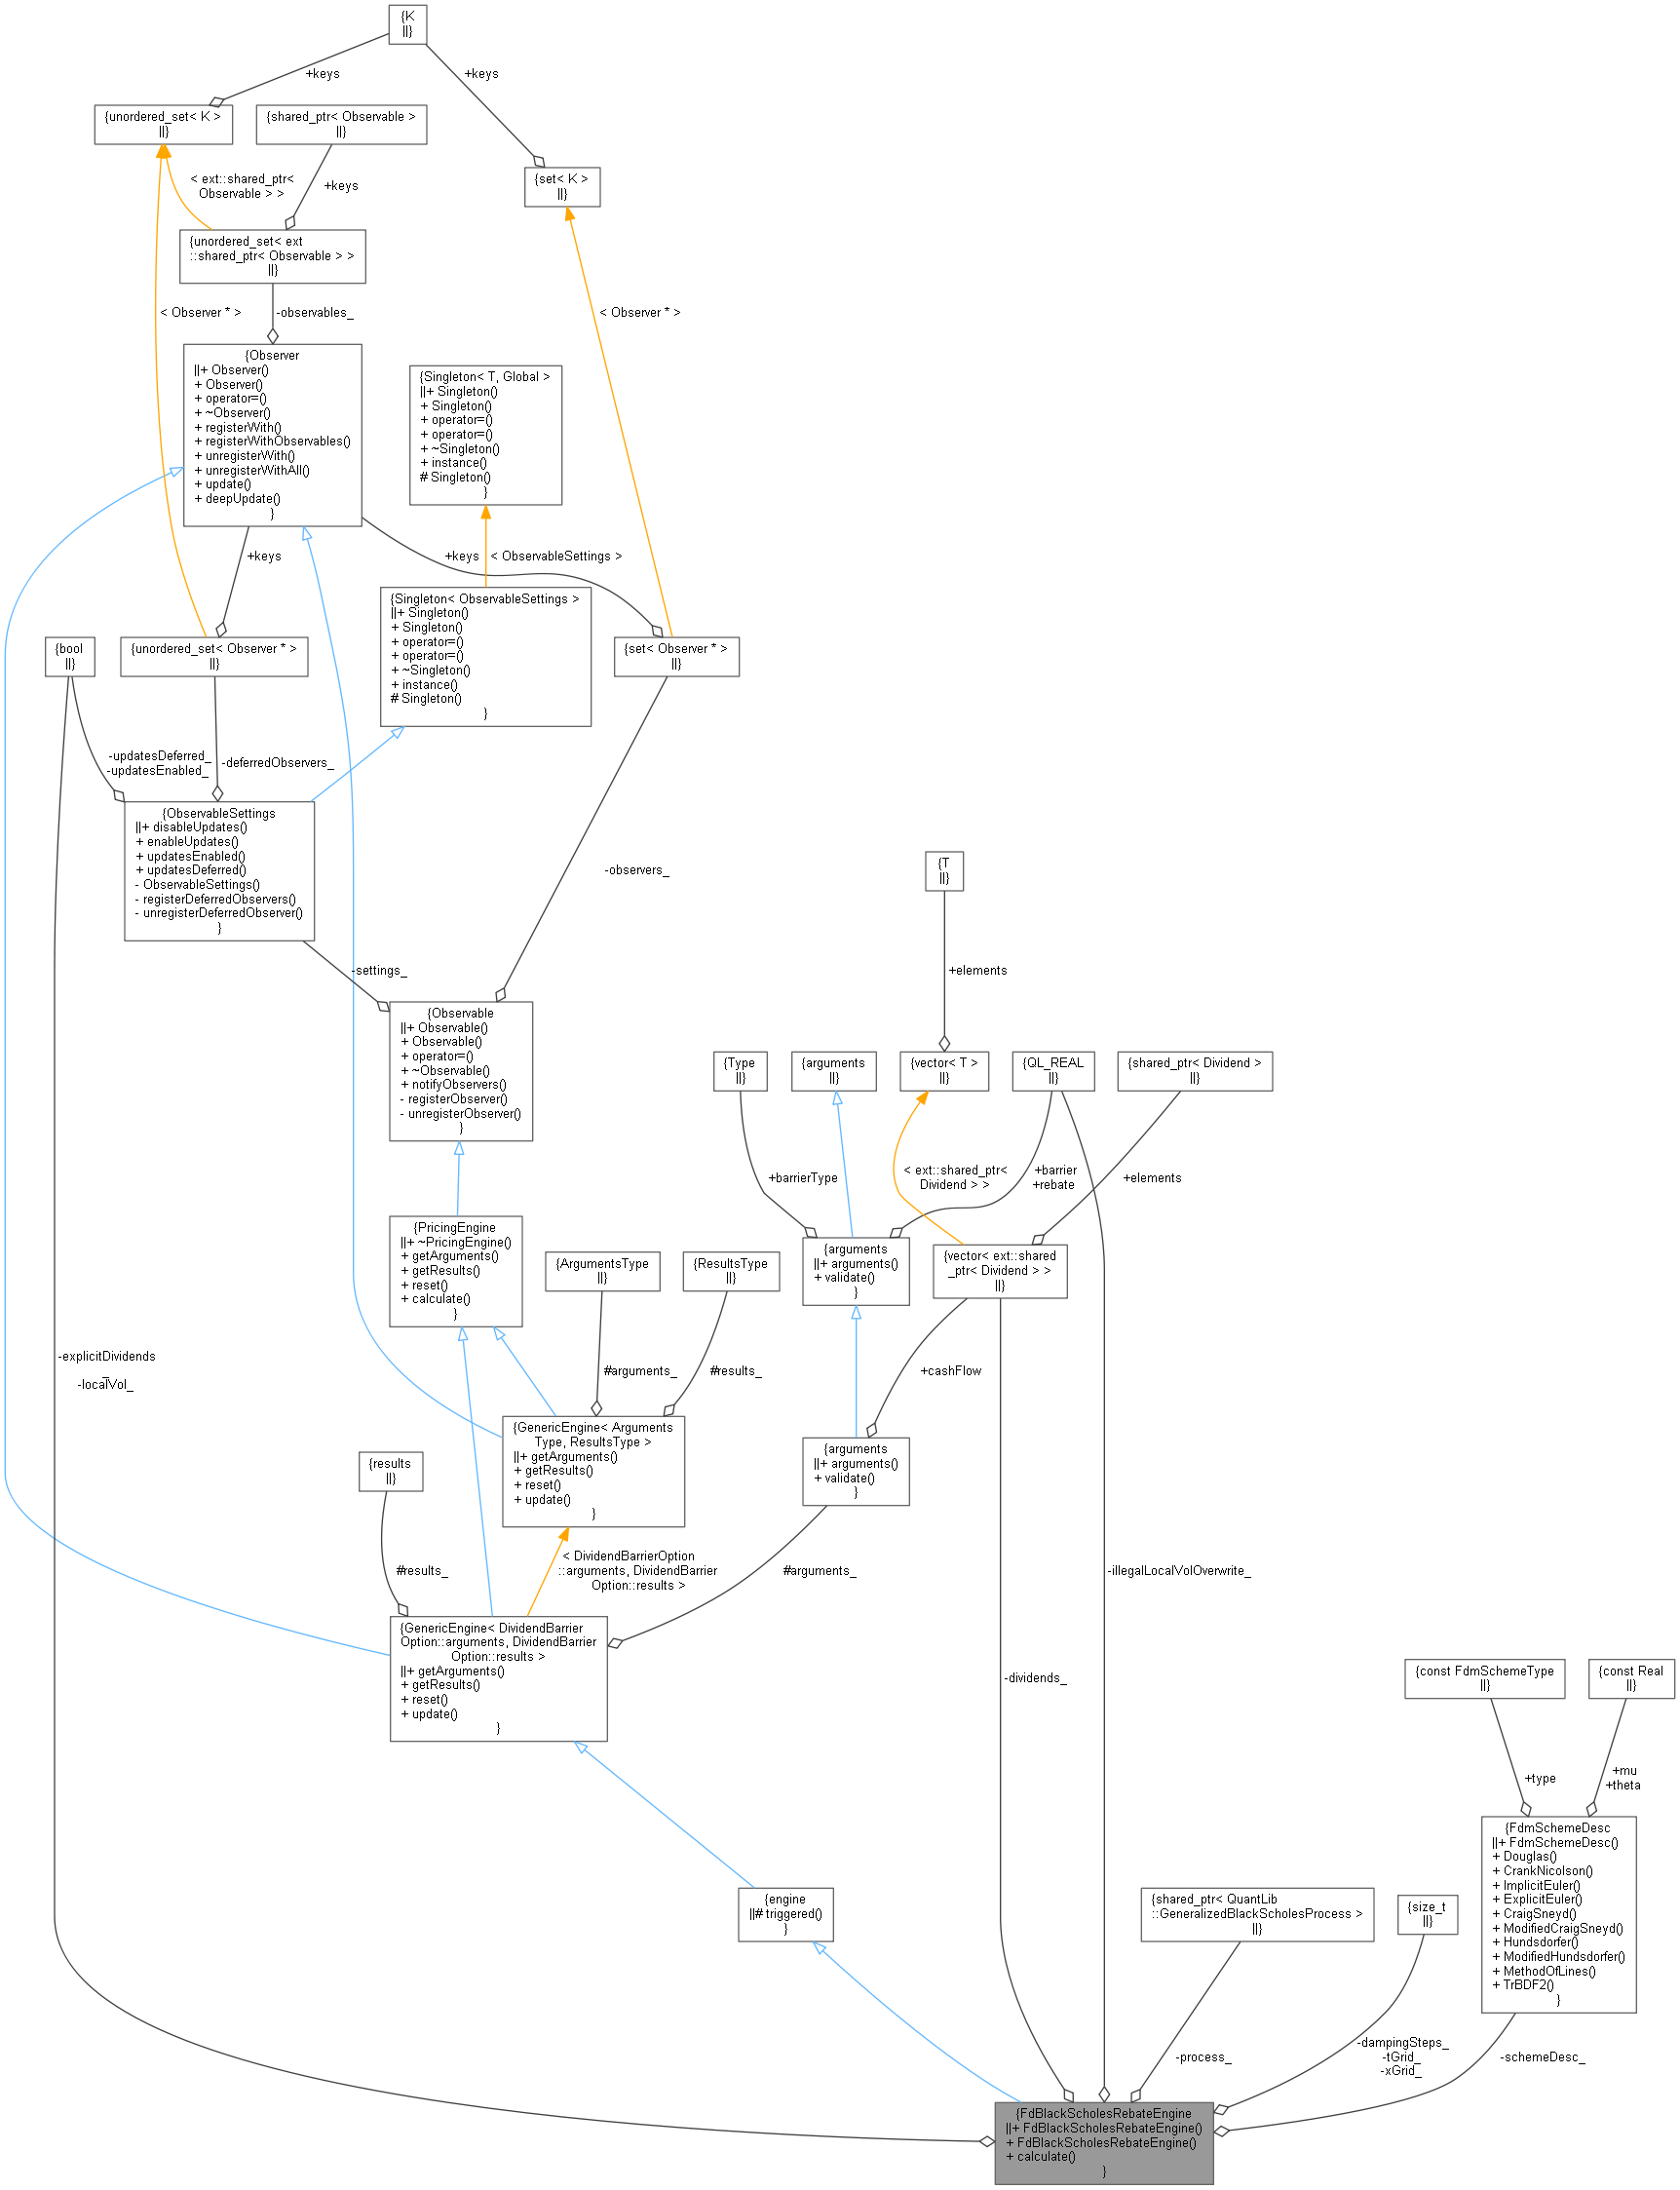 {K
||}
+keys
+keys
{unordered_set< K >
||}
{shared_ptr< Observable >
||}
{set< K >
||}
< ext::shared_ptr<
Observable > >
+keys
{unordered_set< ext
::shared_ptr< Observable > >
||}
< Observer * >
-observables_
< Observer * >
{Observer
||+ Observer()
+ Observer()
+ operator=()
+ ~Observer()
+ registerWith()
+ registerWithObservables()
+ unregisterWith()
+ unregisterWithAll()
+ update()
+ deepUpdate()
}
{Singleton< T, Global >
||+ Singleton()
+ Singleton()
+ operator=()
+ operator=()
+ ~Singleton()
+ instance()
# Singleton()
}
+keys
+keys
< ObservableSettings >
{bool
||}
{unordered_set< Observer * >
||}
{Singleton< ObservableSettings >
||+ Singleton()
+ Singleton()
+ operator=()
+ operator=()
+ ~Singleton()
+ instance()
# Singleton()
}
{set< Observer * >
||}
-updatesDeferred_
-updatesEnabled_
-deferredObservers_
{ObservableSettings
||+ disableUpdates()
+ enableUpdates()
+ updatesEnabled()
+ updatesDeferred()
- ObservableSettings()
- registerDeferredObservers()
- unregisterDeferredObserver()
}
-observers_
{T
||}
-settings_
+elements
{Observable
||+ Observable()
+ Observable()
+ operator=()
+ ~Observable()
+ notifyObservers()
- registerObserver()
- unregisterObserver()
}
{Type
||}
{arguments
||}
{vector< T >
||}
{QL_REAL
||}
{shared_ptr< Dividend >
||}
+barrierType
< ext::shared_ptr<
Dividend > >
+barrier
+rebate
+elements
{PricingEngine
||+ ~PricingEngine()
+ getArguments()
+ getResults()
+ reset()
+ calculate()
}
{ArgumentsType
||}
{ResultsType
||}
{arguments
||+ arguments()
+ validate()
}
{vector< ext::shared
_ptr< Dividend > >
||}
-explicitDividends
_
-localVol_
#arguments_
#results_
+cashFlow
{GenericEngine< Arguments
Type, ResultsType >
||+ getArguments()
+ getResults()
+ reset()
+ update()
}
{arguments
||+ arguments()
+ validate()
}
{results
||}
#results_
< DividendBarrierOption
::arguments, DividendBarrier
Option::results >
#arguments_
-illegalLocalVolOverwrite_
{GenericEngine< DividendBarrier
Option::arguments, DividendBarrier
Option::results >
||+ getArguments()
+ getResults()
+ reset()
+ update()
}
-dividends_
{const FdmSchemeType
||}
{const Real
||}
+type
+mu
+theta
{engine
||# triggered()
}
{shared_ptr< QuantLib
::GeneralizedBlackScholesProcess >
||}
{size_t
||}
{FdmSchemeDesc
||+ FdmSchemeDesc()
+ Douglas()
+ CrankNicolson()
+ ImplicitEuler()
+ ExplicitEuler()
+ CraigSneyd()
+ ModifiedCraigSneyd()
+ Hundsdorfer()
+ ModifiedHundsdorfer()
+ MethodOfLines()
+ TrBDF2()
}
-process_
-dampingSteps_
-tGrid_
-xGrid_
-schemeDesc_
{FdBlackScholesRebateEngine
||+ FdBlackScholesRebateEngine()
+ FdBlackScholesRebateEngine()
+ calculate()
}